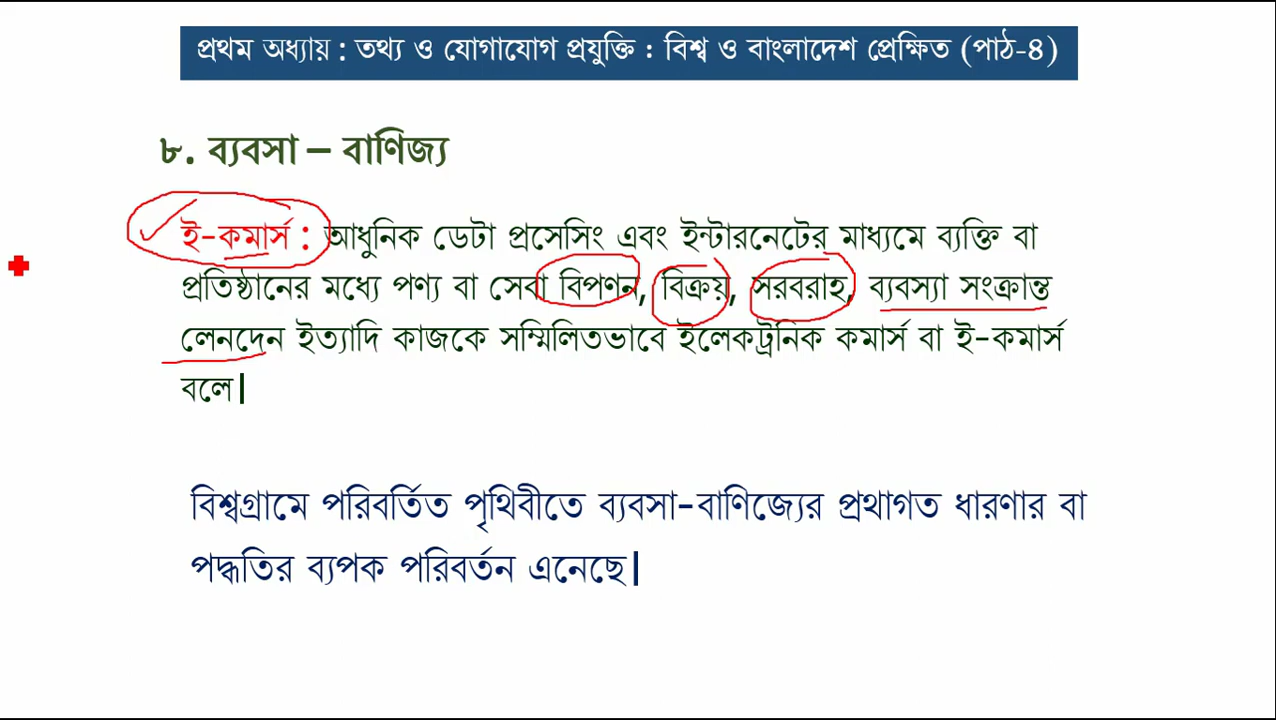 প্রথম অধ্যায় : তথ্য ও যোগাযোগ প্রযুক্তি : বিশ্ব ও বাংলাদেশ প্রেক্ষিত (পাঠ-৪)
৮. ব্যবসা – বাণিজ্য
ই-কমার্স : আধুনিক ডেটা প্রসেসিং এবং ইন্টারনেটের মাধ্যমে ব্যক্তি বা
প্রতিষ্ঠানের মধ্যে পণ্য বা সেবা বিপণন, বিক্রয়, সরবরাহ, ব্যবস্যা সংক্রান্ত
লেনদেন ইত্যাদি কাজকে সম্মিলিতভাবে ইলেকট্রনিক কমার্স বা ই-কমার্স
বলে।
বিশ্বগ্রামে পরিবর্তিত পৃথিবীতে ব্যবসা-বাণিজ্যের প্রথাগত ধারণার বা
পদ্ধতির ব্যপক পরিবর্তন এনেছে।